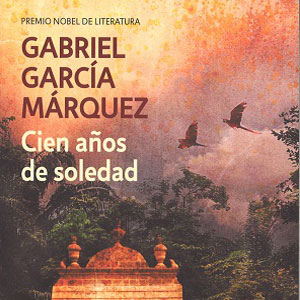 PREMIO NOBEL DE LITERATURA
GABRIEL
GARCÍA
MÁRQUEZ
Cien años
de soledad